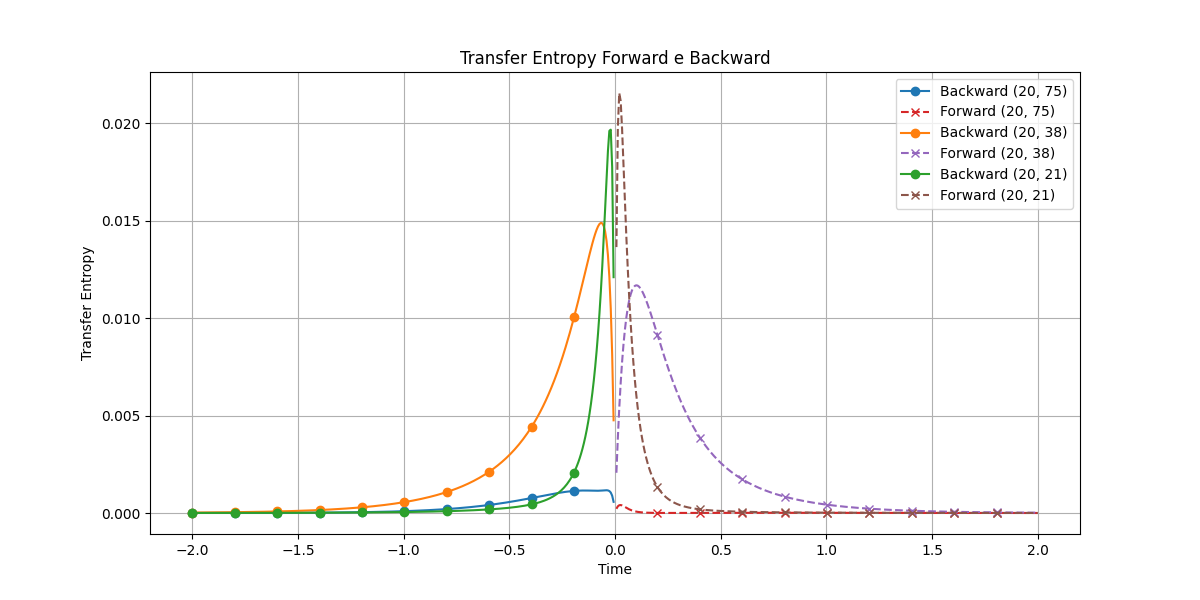 Transfer Entropy Forward e Backward
Transfer Entropy
0.020
0.015
0.010
0.005
0.000
Backward (20, 75)
Forward (20, 75)
Backward (20, 38)
Forward (20, 38)
Backward (20, 21)
Forward (20, 21)
−2.0 −1.5 −1.0 −0.5 0.0 0.5 1.0 1.5 2.0
Time